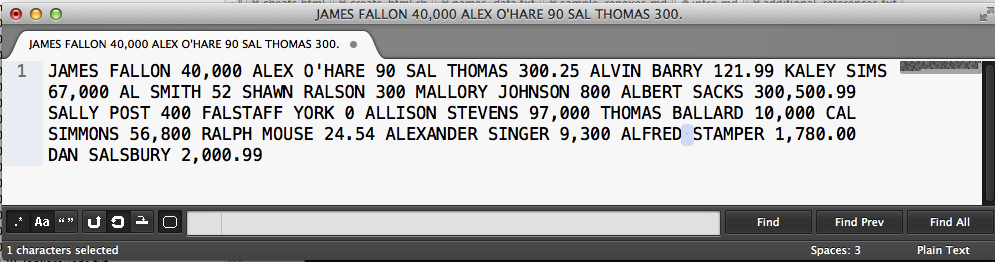 JAMES FALLON 40,000 ALEX O'HARE 90 SAL THOMAS 300.
JAMES FALLON 40,000 ALEX O'HARE 90 SAL THOMAS 300.
1 JAMES FALLON 40,000 ALEX O'HARE 90 SAL THOMAS 300.25 ALVIN BARRY 121.99 KALEY SIMS
67,000 AL SMITH 52 SHAWN RALSON 300 MALLORY JOHNSON 800 ALBERT SACKS 300,500.99
SALLY POST 400 FALSTAFF YORK 0 ALLISON STEVENS 97,000 THOMAS BALLARD 10,000 CAL
SIMMONS 56,800 RALPH MOUSE 24.54 ALEXANDER SINGER 9,300 ALFRED STAMPER 1,780.00
DAN SALSBURY 2,000.99
.* Aa “” Find Find Prev Find All
1 characters selected Spaces: 3 Plain Text